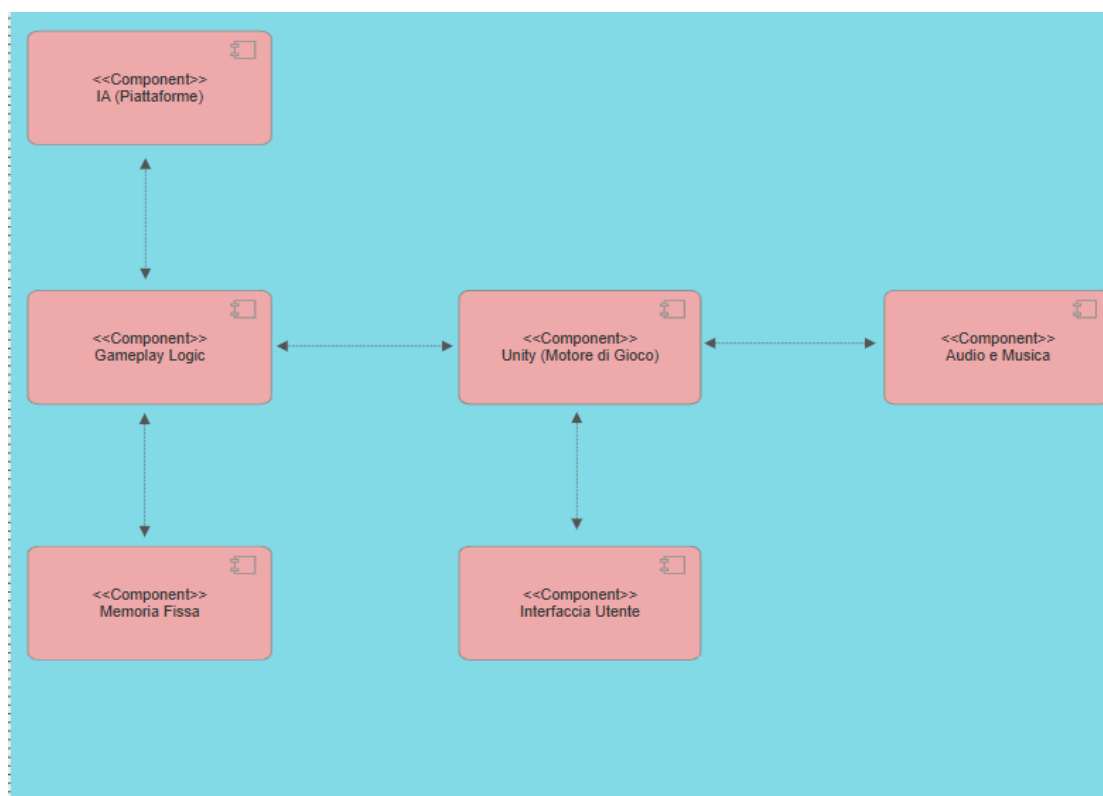 <<Component>>
IA (Piattaforme)
<<Component>>
Gameplay Logic
<<Component>>
Unity (Motore di Gioco)
<<Component>>
Audio e Musica
<<Component>>
Memoria Fissa
<<Component>>
Interfaccia Utente